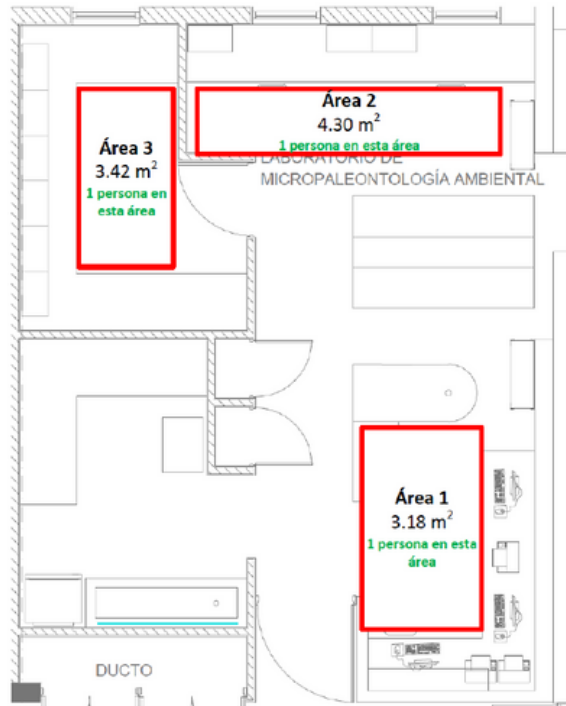 Área 2
4.30 m²
1 persona en esta área
LABORATORIO DE
MICROPALEONTOLOGÍA AMBIENTAL
Área 3
3.42 m²
1 persona en
esta área
Área 1
3.18 m²
1 persona en esta
área
DUCTO